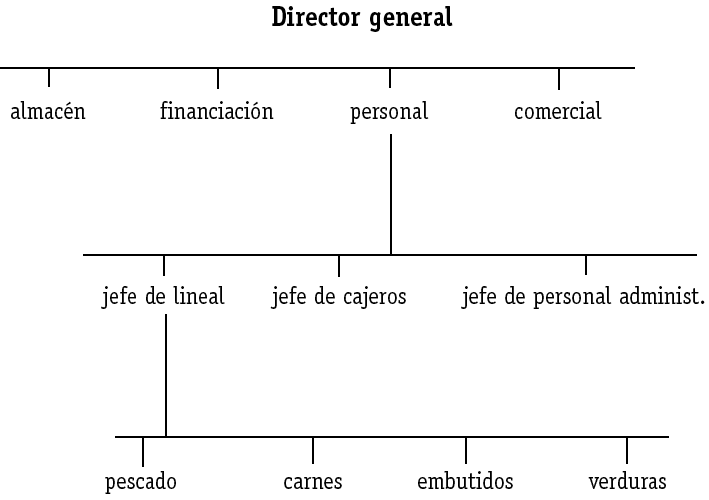 Director general
almacén financiación personal comercial
jefe de lineal jefe de cajeros jefe de personal administ.
pescado carnes embutidos verduras